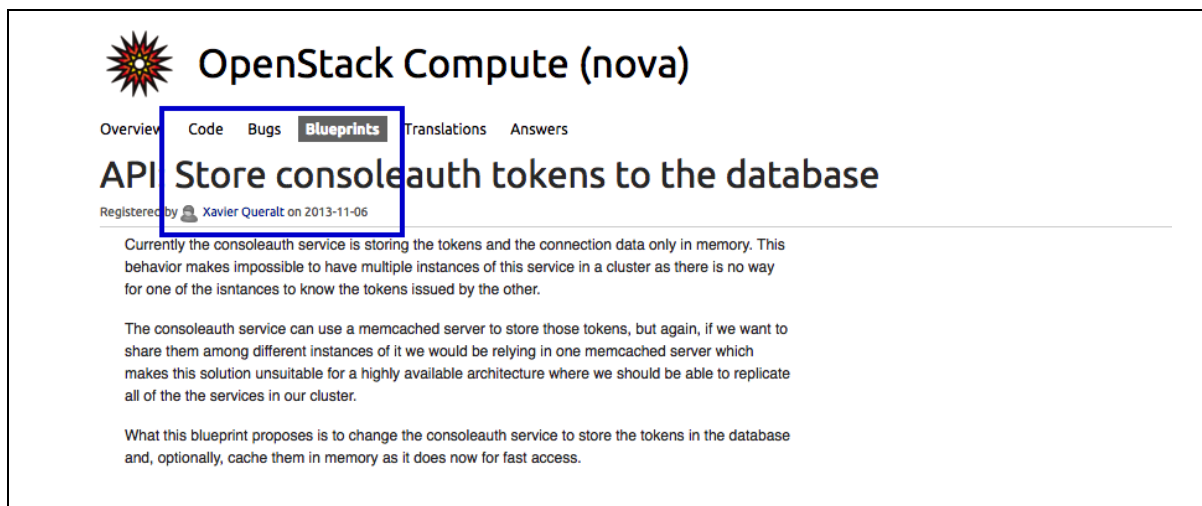 OpenStack Compute (nova)
Overview Code Bugs Blueprints Translations Answers
API: Store consoleauth tokens to the database
Registered by Xavier Queralt on 2013-11-06
Currently the consoleauth service is storing the tokens and the connection data only in memory. This
behavior makes impossible to have multiple instances of this service in a cluster as there is no way
for one of the isntances to know the tokens issued by the other.
The consoleauth service can use a memcached server to store those tokens, but again, if we want to
share them among different instances of it we would be relying in one memcached server which
makes this solution unsuitable for a highly available architecture where we should be able to replicate
all of the the services in our cluster.
What this blueprint proposes is to change the consoleauth service to store the tokens in the database
and, optionally, cache them in memory as it does now for fast access.